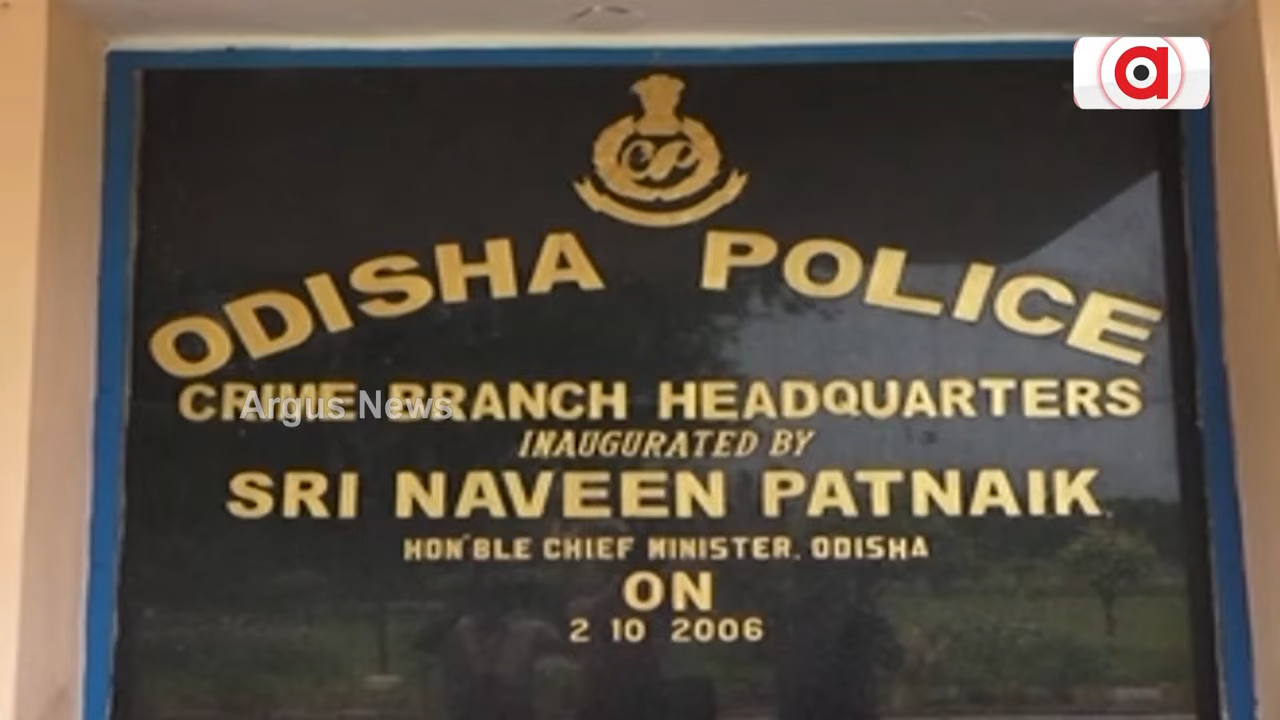 a
OP
ODISHA POLICE
CRIME BRANCH HEADQUARTERS
Argus News
INAUGURATED BY
SRI NAVEEN PATNAIK
HON'BLE CHIEF MINISTER, ODISHA
ON
2 10 2006